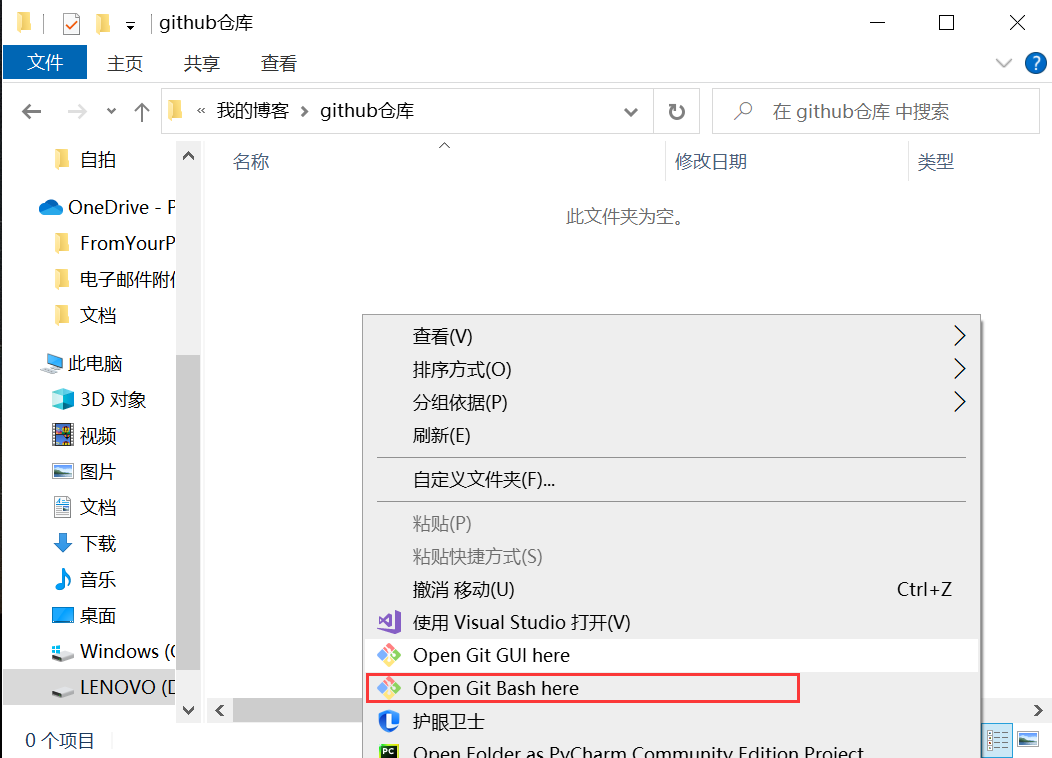 github仓库
文件 主页 共享 查看 ?
« 我的博客 github仓库 在 github仓库 中搜索
名称 修改日期 类型
此文件夹为空。
自拍
OneDrive - P
FromYourP
电子邮件附件
文档
此电脑
3D 对象
视频
图片
文档
下载
音乐
桌面
Windows (C
LENOVO (D
查看(V)
排序方式(O)
分组依据(P)
刷新(E)
自定义文件夹(F)...
粘贴(P)
粘贴快捷方式(S)
撤消 移动(U) Ctrl+Z
使用 Visual Studio 打开(V)
Open Git GUI here
Open Git Bash here
护眼卫士
PC Open Folder as PyCharm Community Edition Project
0 个项目